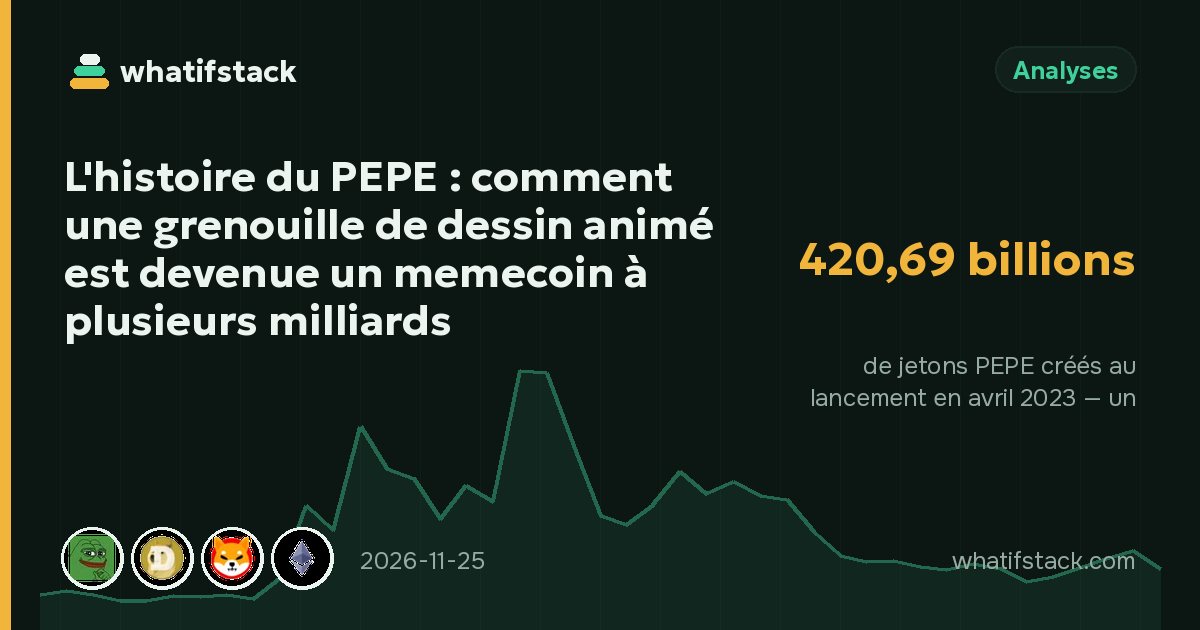 whatifstack
Analyses
L'histoire du PEPE : comment
une grenouille de dessin animé
est devenue un memecoin à
plusieurs milliards
420,69 billions
de jetons PEPE créés au
lancement en avril 2023 — un
2026-11-25
whatifstack.com